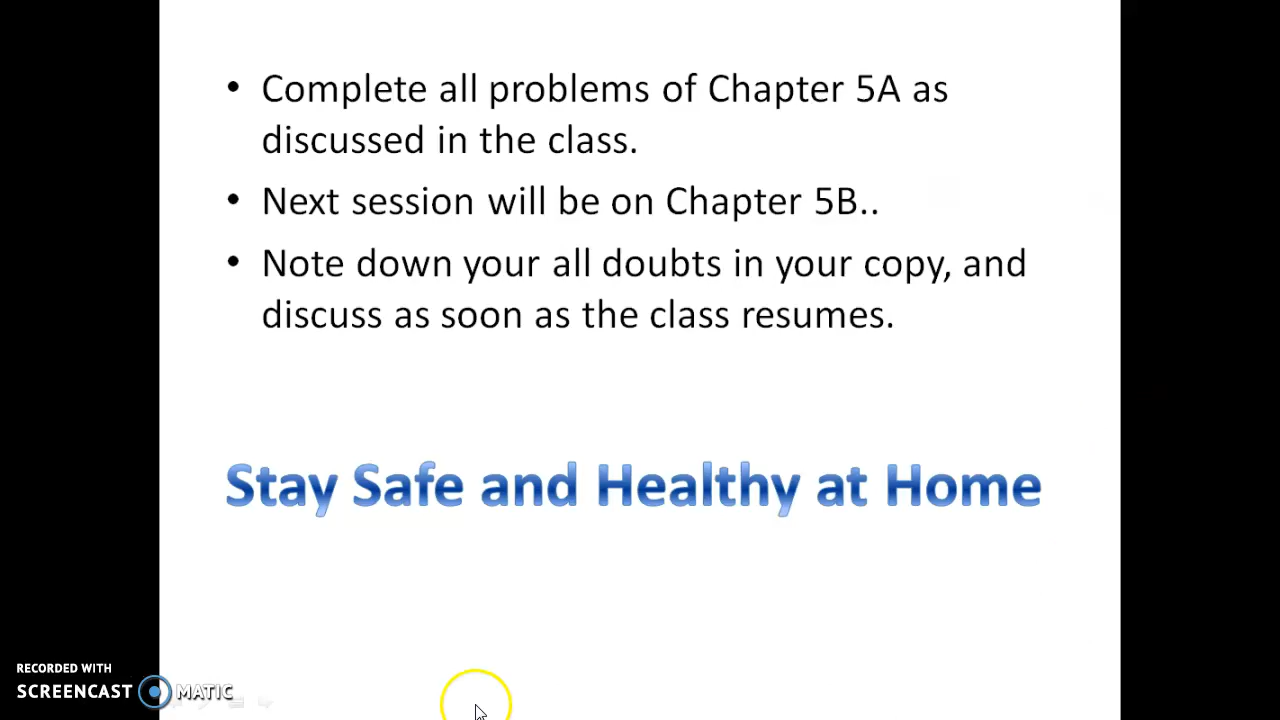 • Complete all problems of Chapter 5A as
discussed in the class.
• Next session will be on Chapter 5B..
• Note down your all doubts in your copy, and
discuss as soon as the class resumes.
Stay Safe and Healthy at Home
RECORDED WITH
SCREENCAST MATIC